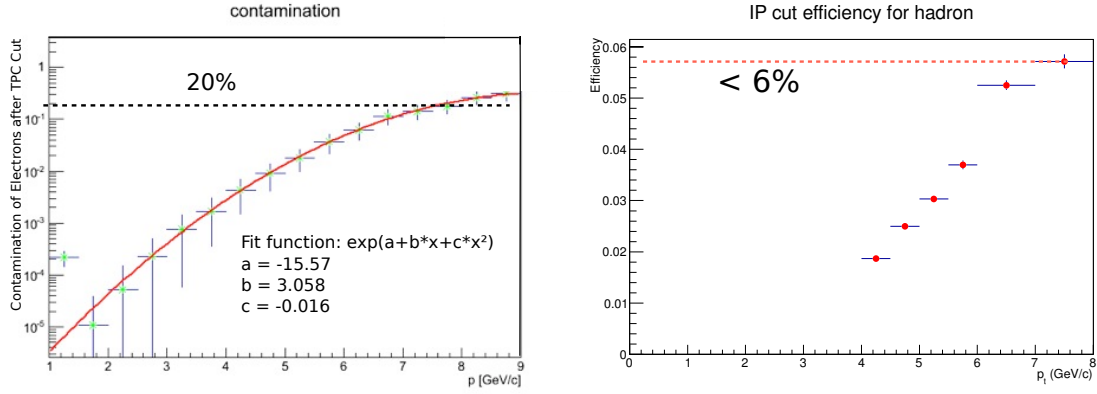 contamination
Contamination of Electrons after TPC Cut
1
10⁻¹
10⁻²
10⁻³
10⁻⁴
10⁻⁵
20%
Fit function: exp(a+b*x+c*x²)
a = -15.57
b = 3.058
c = -0.016
1 2 3 4 5 6 7 8 9
p [GeV/c]
IP cut efficiency for hadron
Efficiency
0.06
0.05
0.04
0.03
0.02
0.01
0
< 6%
0 1 2 3 4 5 6 7 8
pₜ (GeV/c)